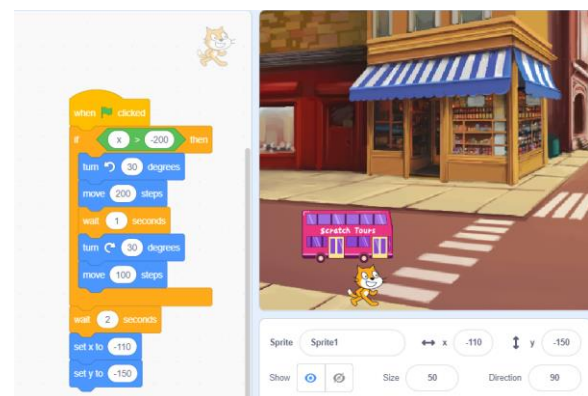 when clicked
if x > -200 then
turn 30 degrees
move 200 steps
wait 1 seconds
turn 30 degrees
move 100 steps
wait 2 seconds
set x to -110
set y to -150
Scratch Tours
Sprite Sprite1 x -110 y -150
Show Size 50 Direction 90